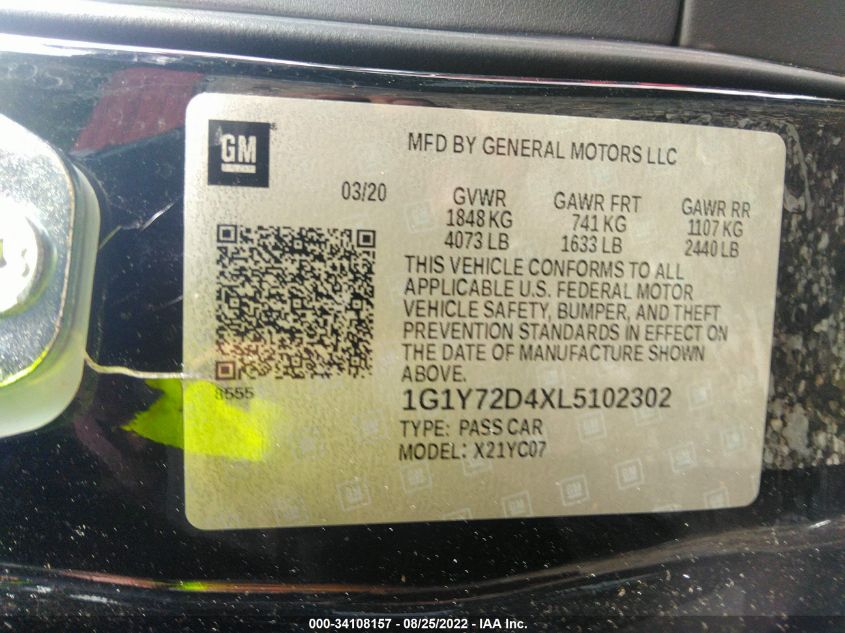 GM
MFD BY GENERAL MOTORS LLC
03/20
GVWR GAWR FRT GAWR RR
1848 KG 741 KG 1107 KG
4073 LB 1633 LB 2440 LB
THIS VEHICLE CONFORMS TO ALL
APPLICABLE U.S. FEDERAL MOTOR
VEHICLE SAFETY, BUMPER, AND THEFT
PREVENTION STANDARDS IN EFFECT ON
THE DATE OF MANUFACTURE SHOWN
ABOVE.
8555
1G1Y72D4XL5102302
TYPE: PASS CAR
MODEL: X21YC07
000-34108157 - 08/25/2022 - IAA Inc.